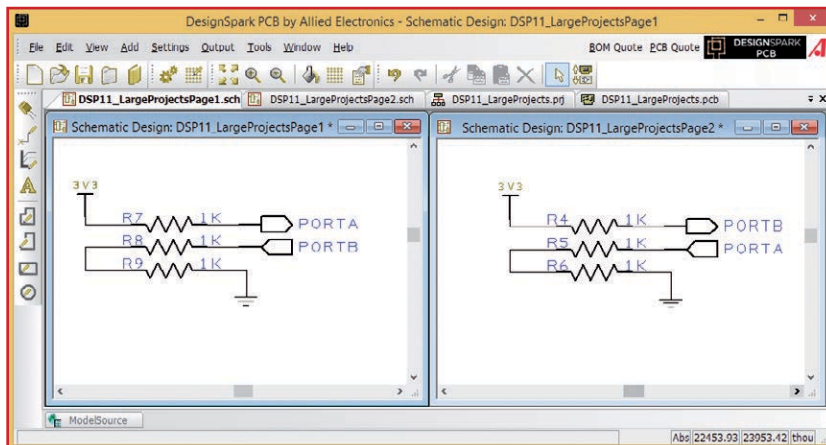 DesignSpark PCB by Allied Electronics - Schematic Design: DSP11_LargeProjectsPage1
File Edit View Add Settings Output Tools Window Help
BOM Quote PCB Quote
DESIGNSPARK
PCB
DSP11_LargeProjectsPage1.sch
DSP11_LargeProjectsPage2.sch
DSP11_LargeProjects.prj
DSP11_LargeProjects.pcb
Schematic Design: DSP11_LargeProjectsPage1 *
3V3
R7 1K PORTA
R8 1K PORTB
R9 1K
Schematic Design: DSP11_LargeProjectsPage2 *
3V3
R4 1K PORTB
R5 1K PORTA
R6 1K
ModelSource
Abs 22453.93 23953.42 thou